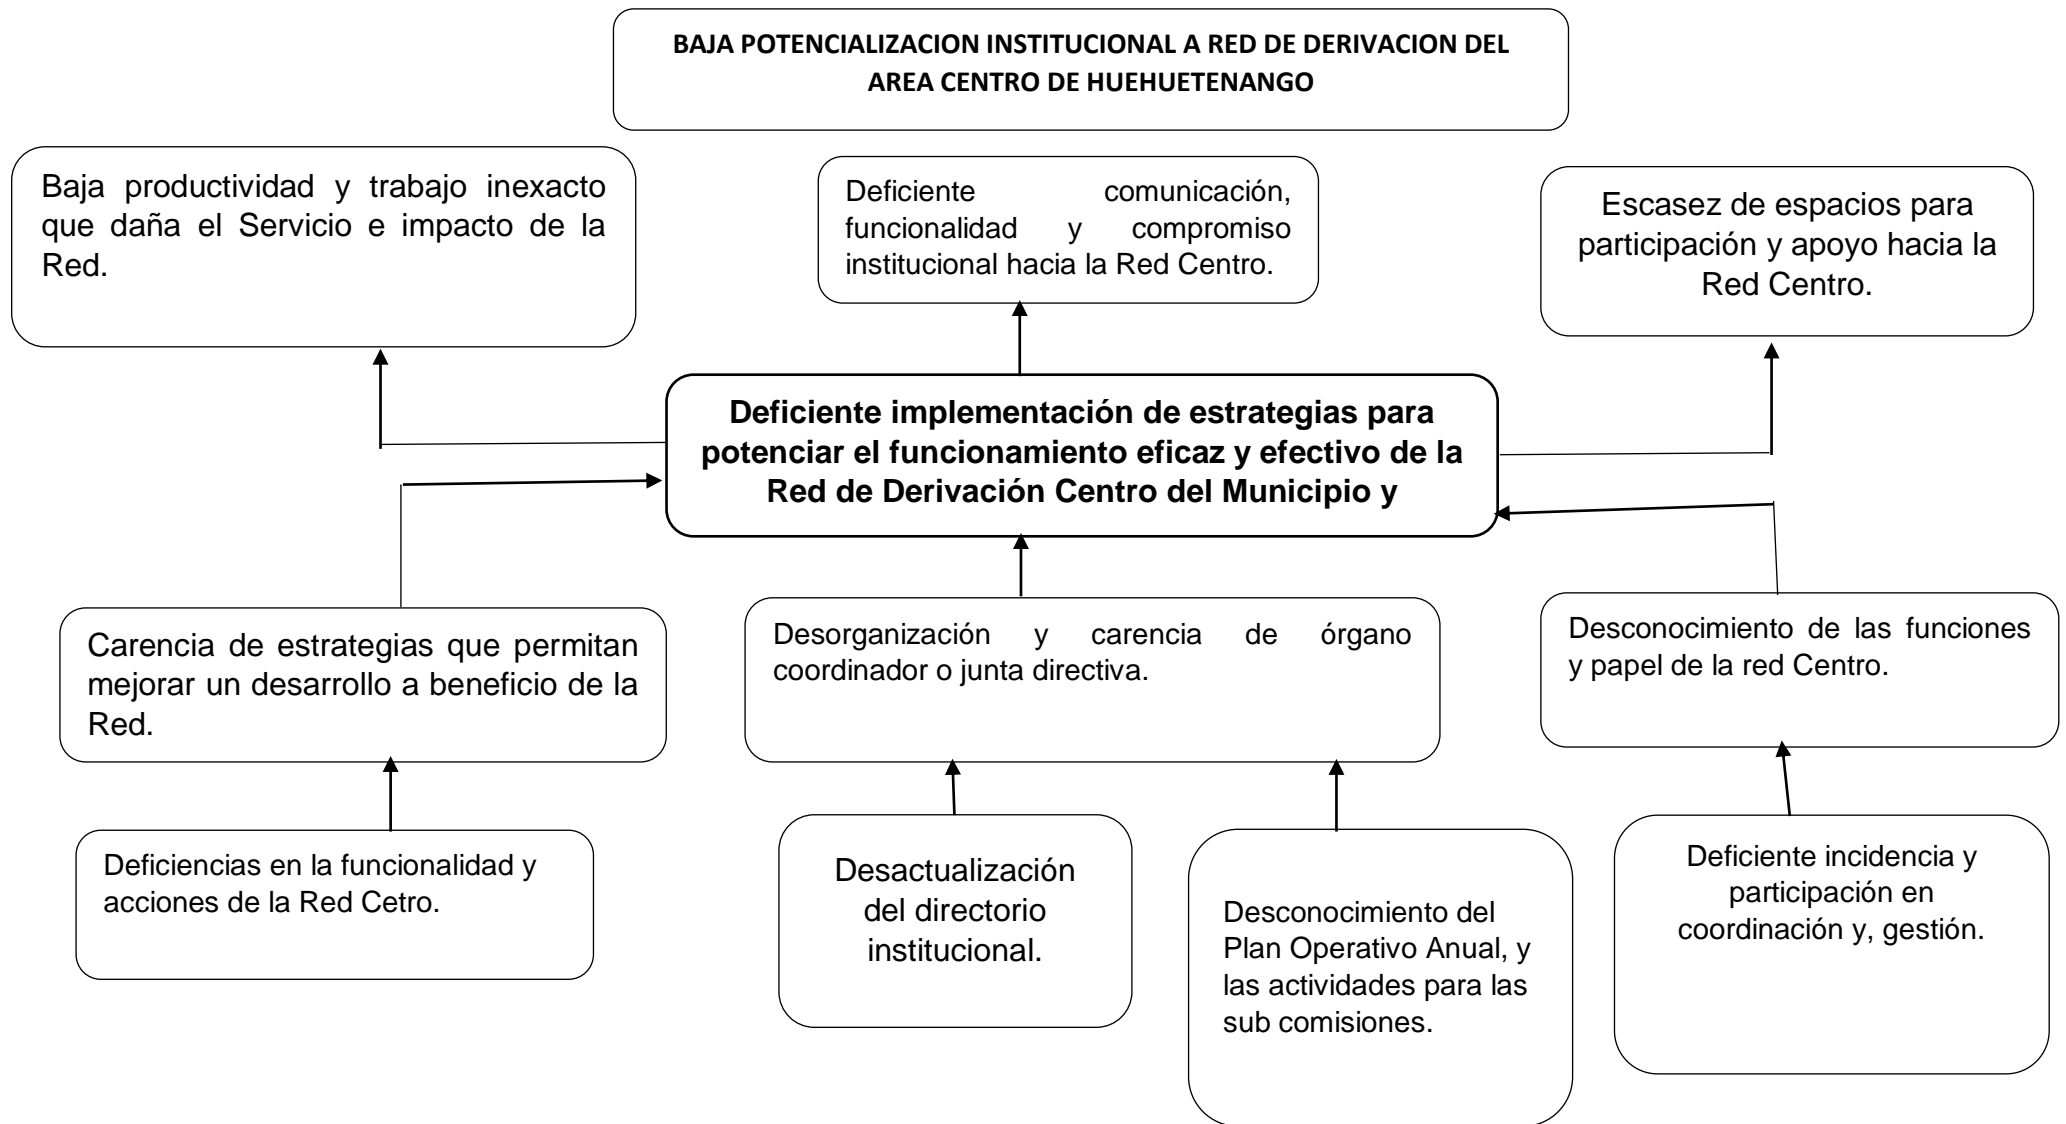 BAJA POTENCIALIZACION INSTITUCIONAL A RED DE DERIVACION DEL
AREA CENTRO DE HUEHUETENANGO
Baja productividad y trabajo inexacto
que daña el Servicio e impacto de la
Red.
Deficiente comunicación,
funcionalidad y compromiso
institucional hacia la Red Centro.
Escasez de espacios para
participación y apoyo hacia la
Red Centro.
Deficiente implementación de estrategias para
potenciar el funcionamiento eficaz y efectivo de la
Red de Derivación Centro del Municipio y
Carencia de estrategias que permitan
mejorar un desarrollo a beneficio de la
Red.
Desorganización y carencia de órgano
coordinador o junta directiva.
Desconocimiento de las funciones
y papel de la red Centro.
Deficiencias en la funcionalidad y
acciones de la Red Cetro.
Desactualización
del directorio
institucional.
Desconocimiento del
Plan Operativo Anual, y
las actividades para las
sub comisiones.
Deficiente incidencia y
participación en
coordinación y, gestión.